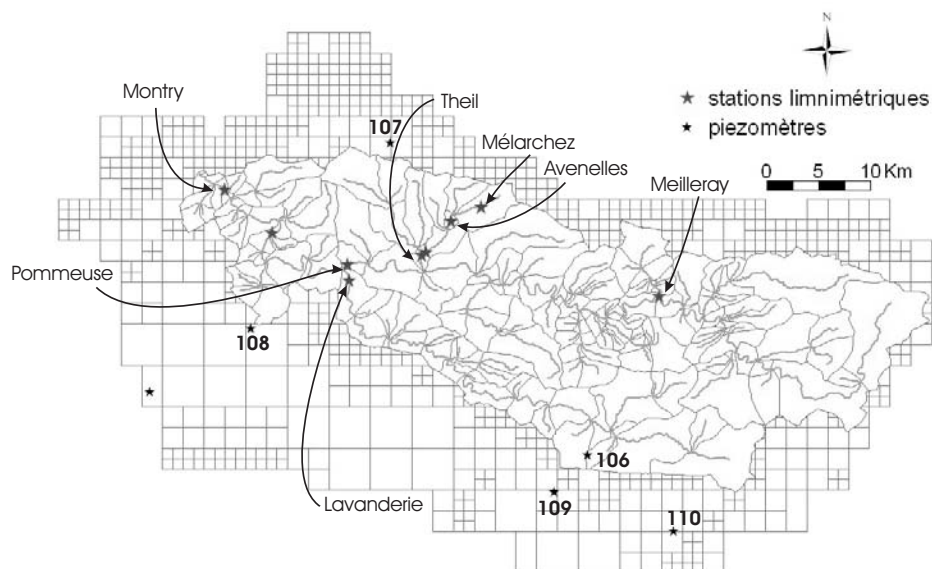 N
Montry
Theil
107
Mélarchez
Avenelles
Meilleray
stations limnimétriques
piezomètres
0 5 10 Km
Pommeuse
108
106
Lavanderie
109
110